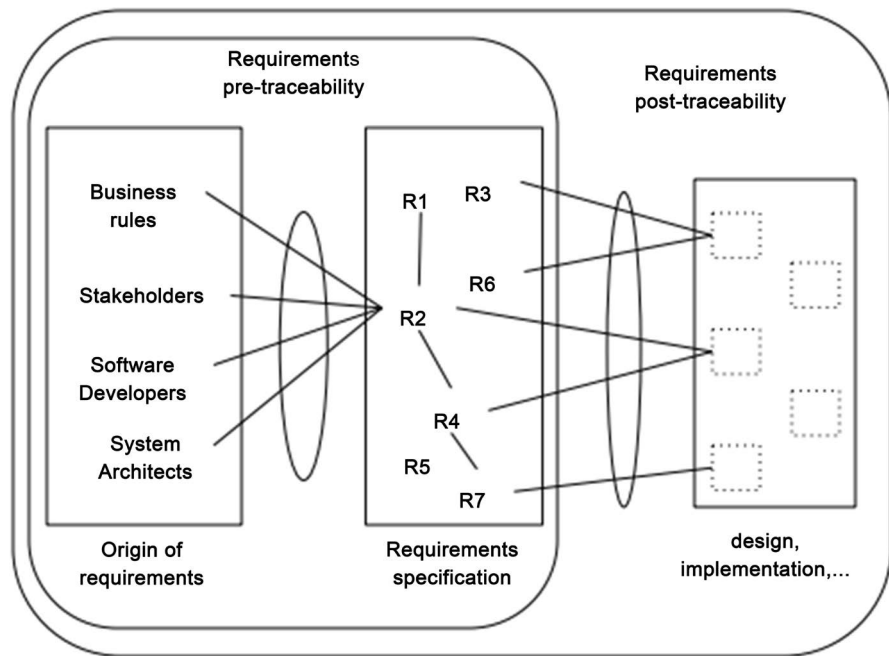 Requirements
pre-traceability
Requirements
post-traceability
Business
rules
Stakeholders
Software
Developers
System
Architects
R1
R3
R6
R2
R4
R5
R7
Origin of
requirements
Requirements
specification
design,
implementation,...